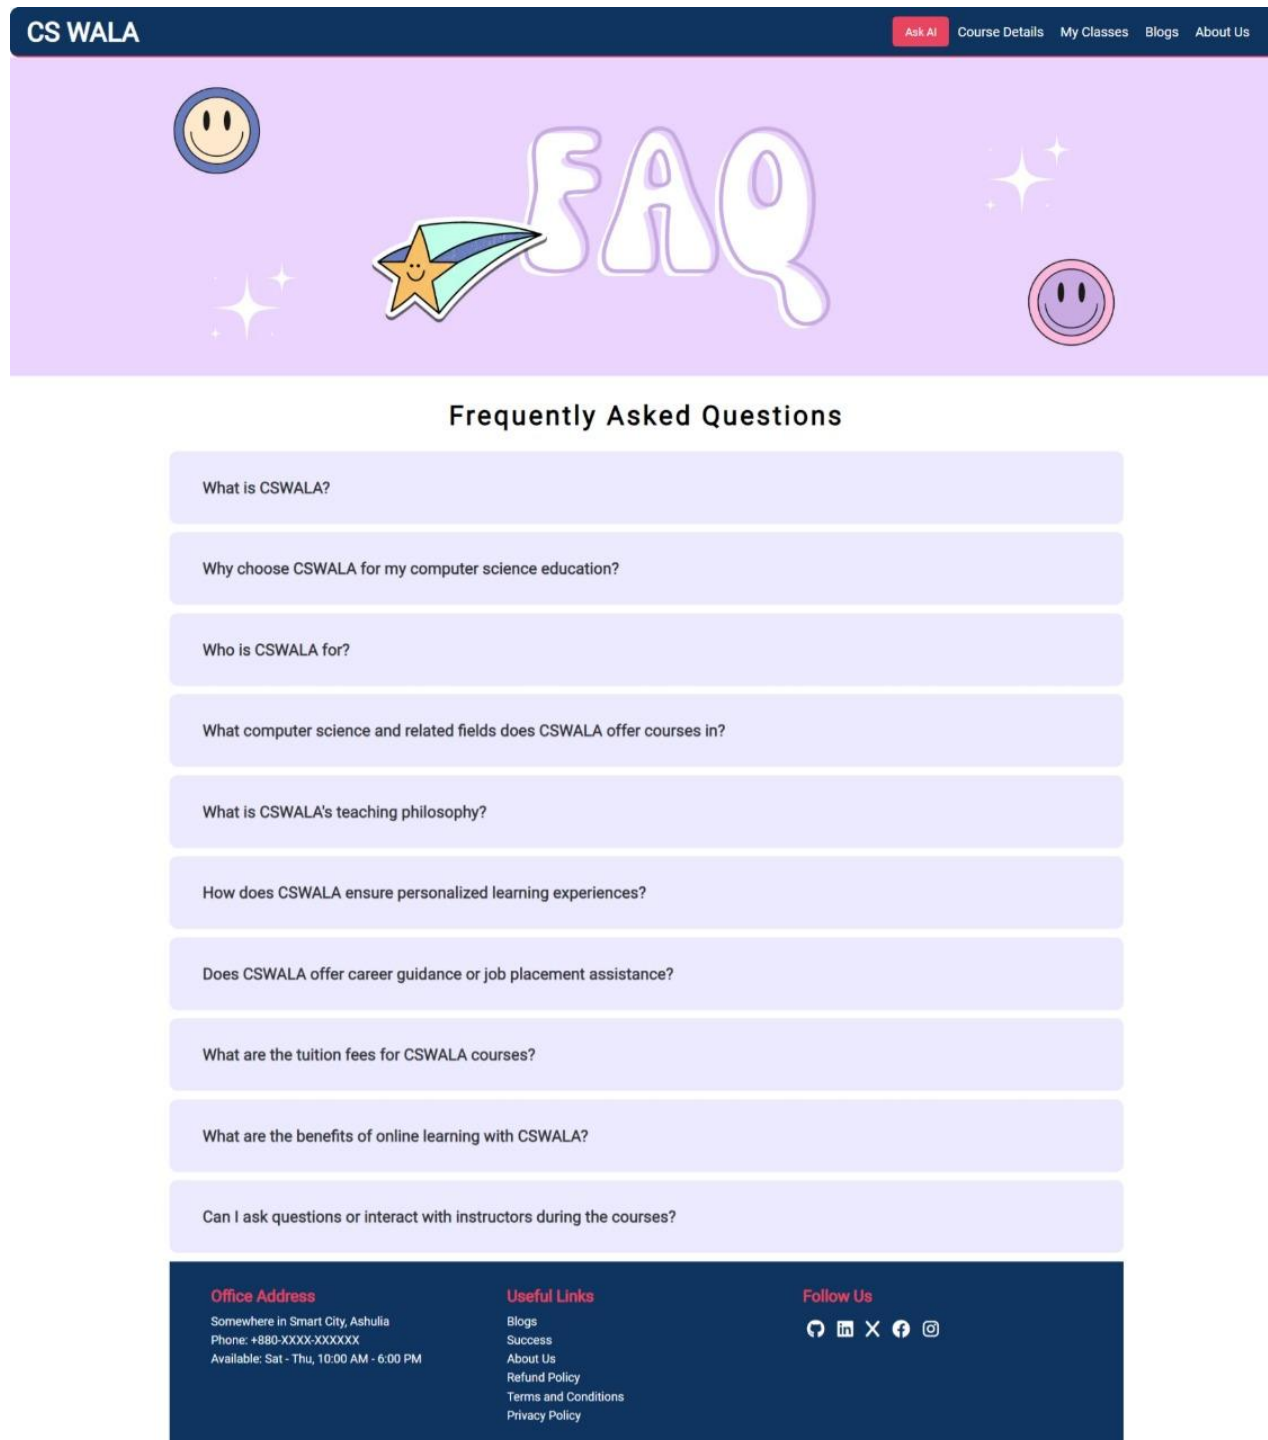 CS WALA
Ask AI Course Details My Classes Blogs About Us
FAQ
Frequently Asked Questions
What is CSWALA?
Why choose CSWALA for my computer science education?
Who is CSWALA for?
What computer science and related fields does CSWALA offer courses in?
What is CSWALA's teaching philosophy?
How does CSWALA ensure personalized learning experiences?
Does CSWALA offer career guidance or job placement assistance?
What are the tuition fees for CSWALA courses?
What are the benefits of online learning with CSWALA?
Can I ask questions or interact with instructors during the courses?
Office Address
Somewhere in Smart City, Ashulia
Phone: +880-XXXX-XXXXXX
Available: Sat - Thu, 10:00 AM - 6:00 PM
Useful Links
Blogs
Success
About Us
Refund Policy
Terms and Conditions
Privacy Policy
Follow Us